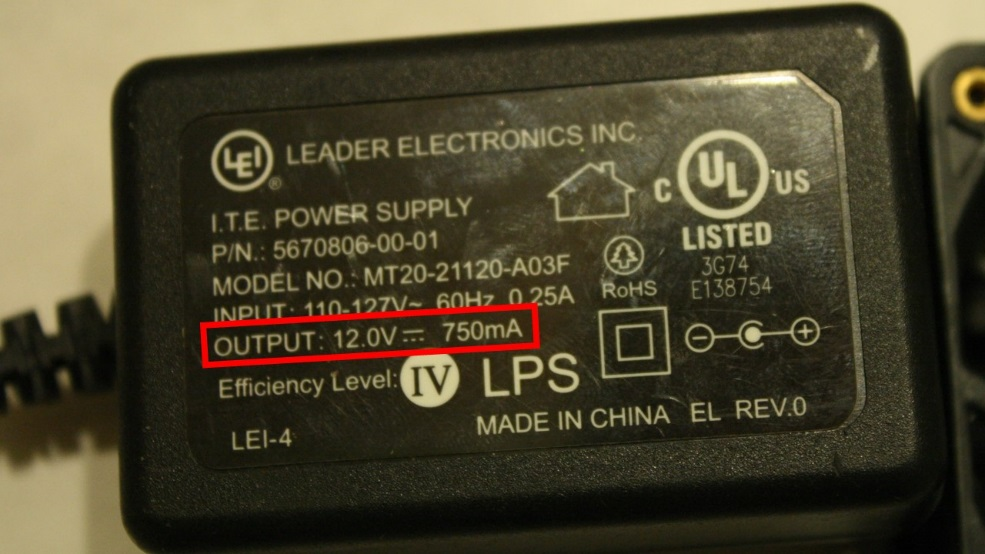 LEI ® LEADER ELECTRONICS INC.
I.T.E. POWER SUPPLY
P/N.: 5670806-00-01
MODEL NO.: MT20-21120-A03F
INPUT: 110-127V~ 60Hz 0.25A
OUTPUT: 12.0V⎓ 750mA
Efficiency Level: IV LPS
MADE IN CHINA EL REV.0
LEI-4
C UL US
LISTED
3G74
E138754
RoHS